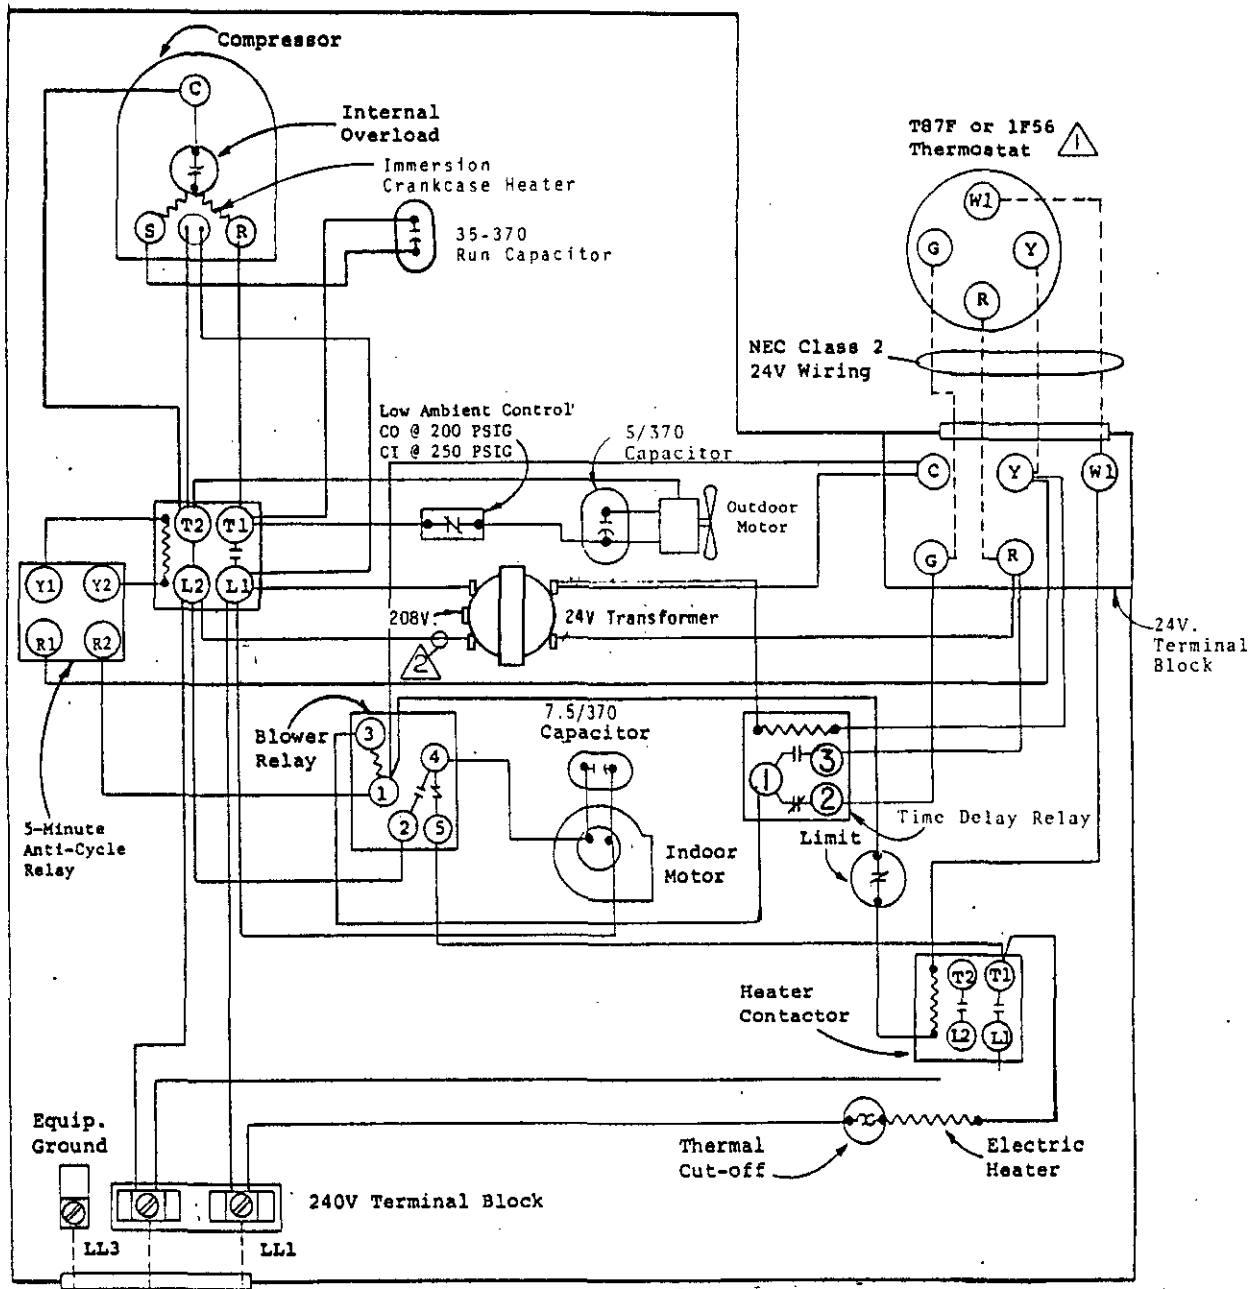 Compressor
C
Internal
Overload
Immersion
Crankcase Heater
S
R
35-370
Run Capacitor
T87F or 1F56
Thermostat
1
W1
G
Y
R
NEC Class 2
24V Wiring
Low Ambient Control
CO @ 200 PSIG
CI @ 250 PSIG
5/370
Capacitor
Outdoor
Motor
C
Y
W1
G
R
T2
T1
L2
L1
Y1
Y2
R1
R2
208V.
24V Transformer
2
24V.
Terminal
Block
Blower
Relay
3
4
1
2
5
7.5/370
Capacitor
Indoor
Motor
1
3
2
Time Delay Relay
Limit
5-Minute
Anti-Cycle
Relay
Heater
Contactor
T2
T1
L2
L1
Thermal
Cut-off
Electric
Heater
Equip.
Ground
240V Terminal Block
LL3
LL1